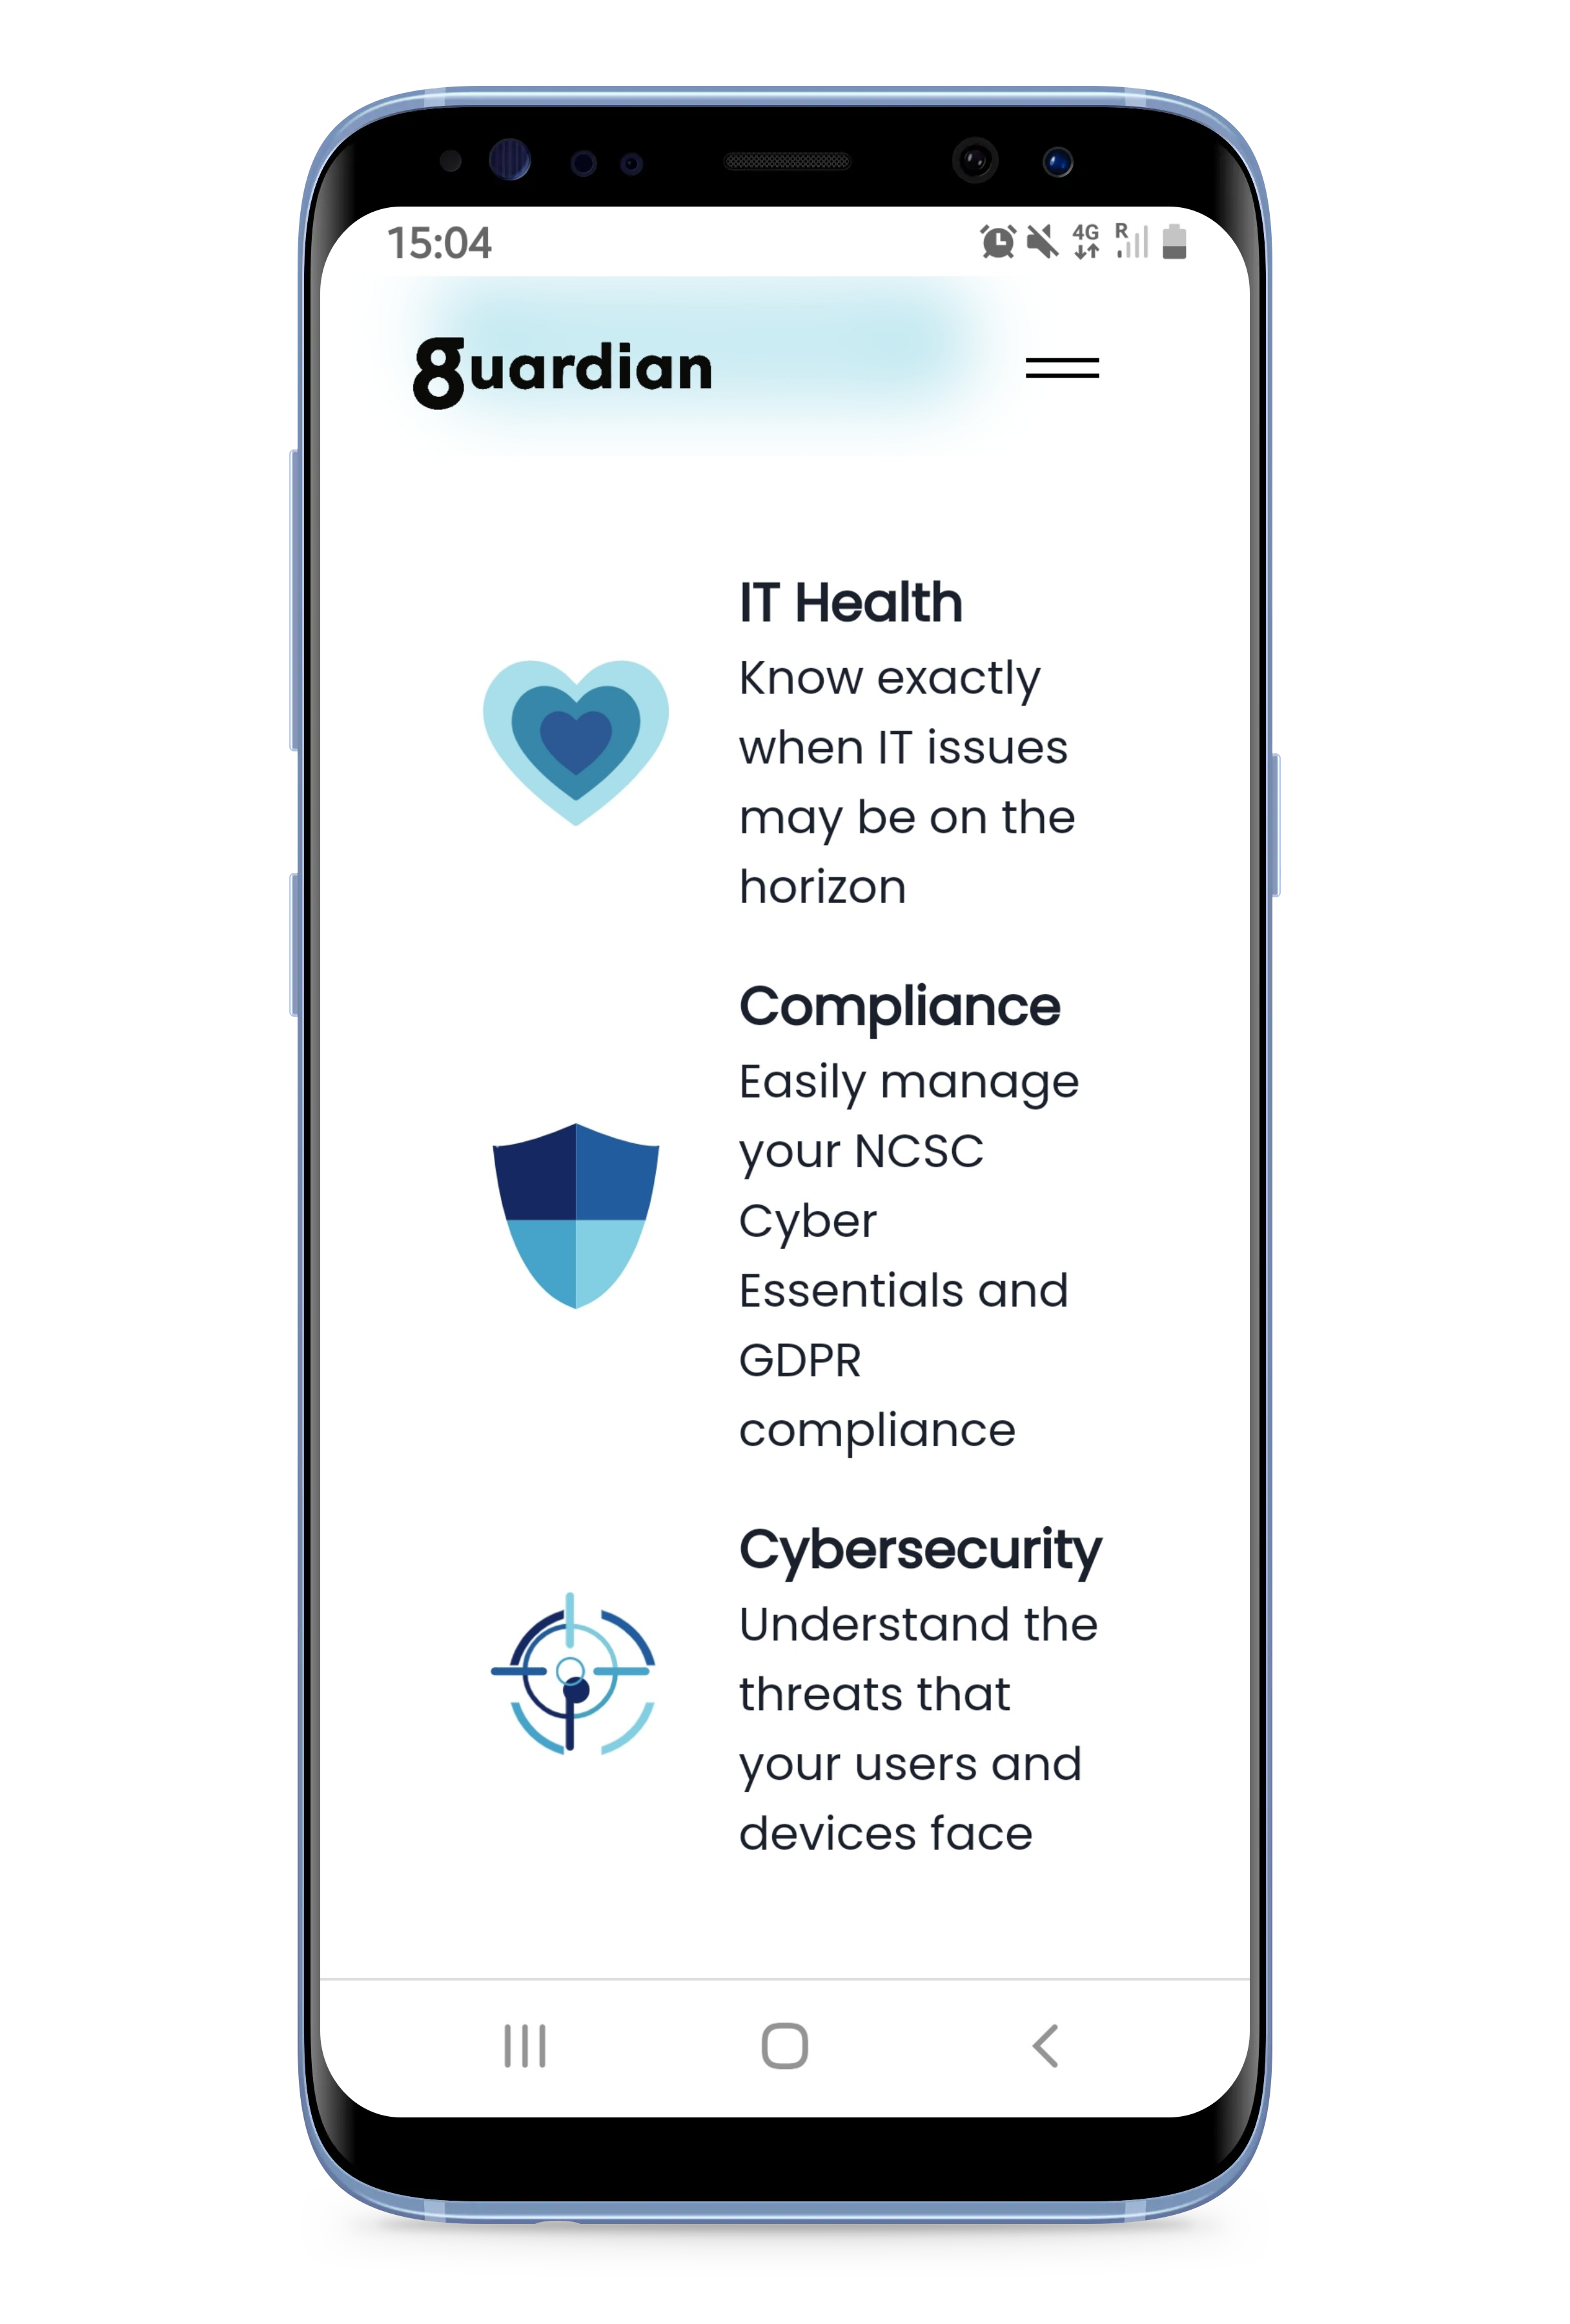 15:04
4G R
guardian
IT Health
Know exactly
when IT issues
may be on the
horizon
Compliance
Easily manage
your NCSC
Cyber
Essentials and
GDPR
compliance
Cybersecurity
Understand the
threats that
your users and
devices face